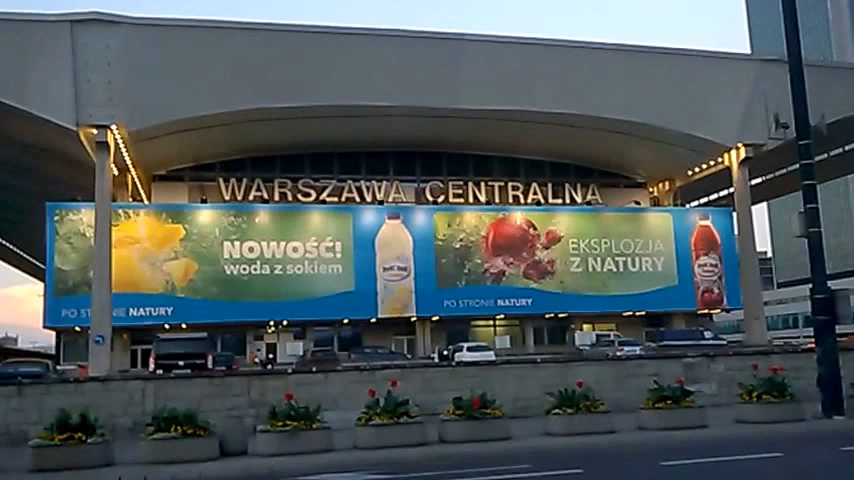 WARSZAWA CENTRALNA
NOWOŚĆ!
woda z sokiem
PO STRONIE NATURY
EKSPLOZJA
Z NATURY
PO STRONIE NATURY